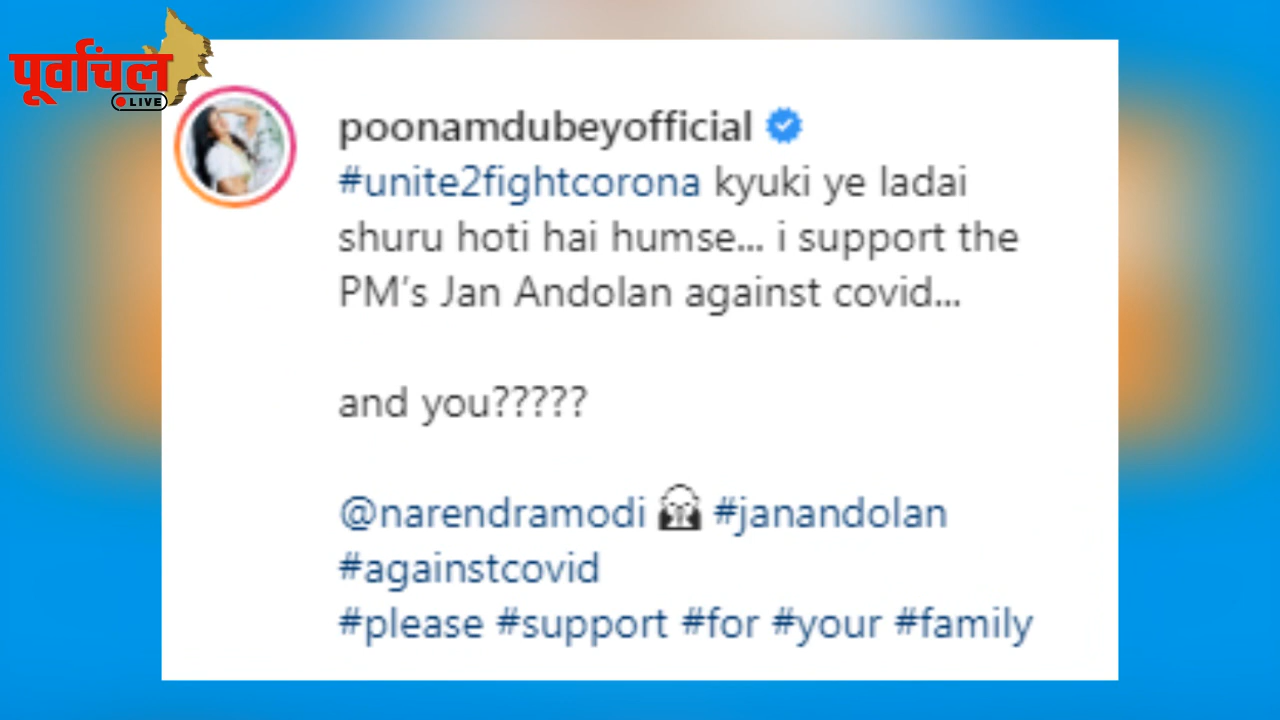 पूर्वांचल
LIVE
poonamdubeyofficial
#unite2fightcorona kyuki ye ladai
shuru hoti hai humse... i support the
PM's Jan Andolan against covid...
and you?????
@narendramodi #janandolan
#againstcovid
#please #support #for #your #family